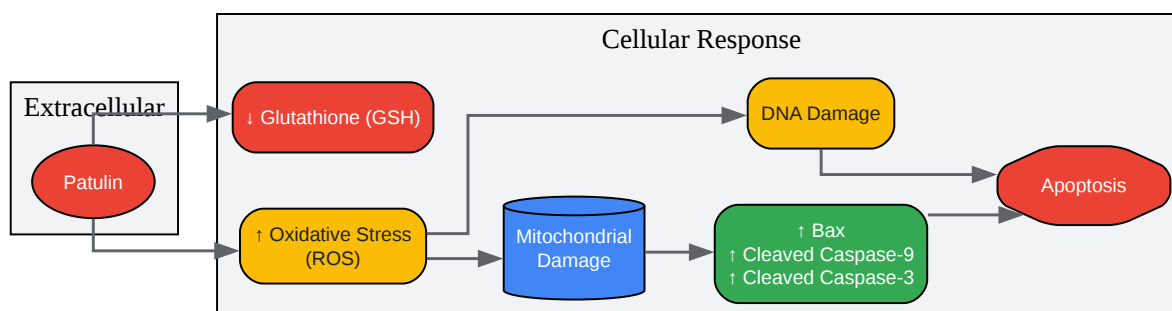 Cellular Response
Extracellular
↓ Glutathione (GSH)
DNA Damage
Patulin
Apoptosis
↑ Oxidative Stress
(ROS)
Mitochondrial
Damage
↑ Bax
↑ Cleaved Caspase-9
↑ Cleaved Caspase-3